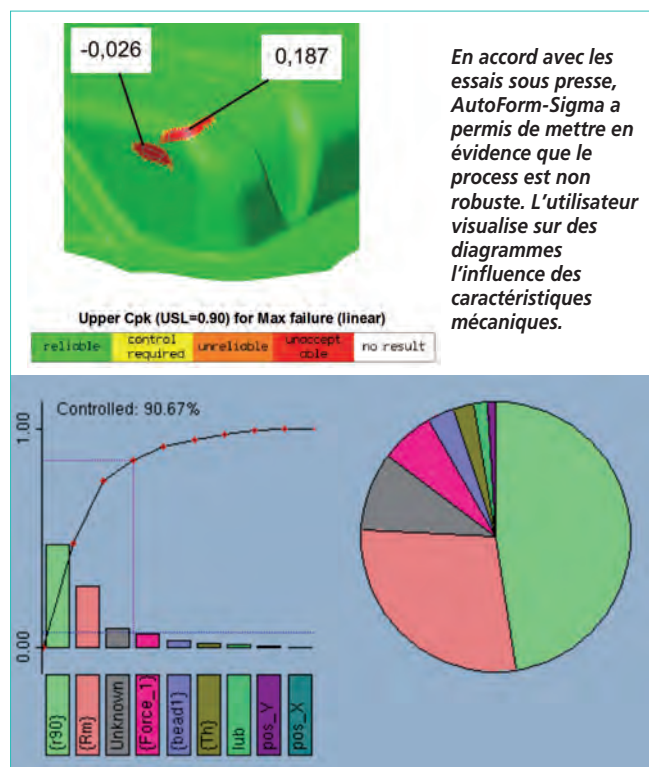 -0,026
0,187
En accord avec les
essais sous presse,
AutoForm-Sigma a
permis de mettre en
évidence que le
process est non
robuste. L'utilisateur
visualise sur des
diagrammes
l'influence des
caractéristiques
mécaniques.
Upper Cpk (USL=0.90) for Max failure (linear)
reliable
control
required
unreliable
unaccept
able
no result
Controlled: 90.67%
1.00
0.00
{r90}
{Rm}
Unknown
{Force_1}
{bead1}
{Th}
lub
pos_Y
pos_X